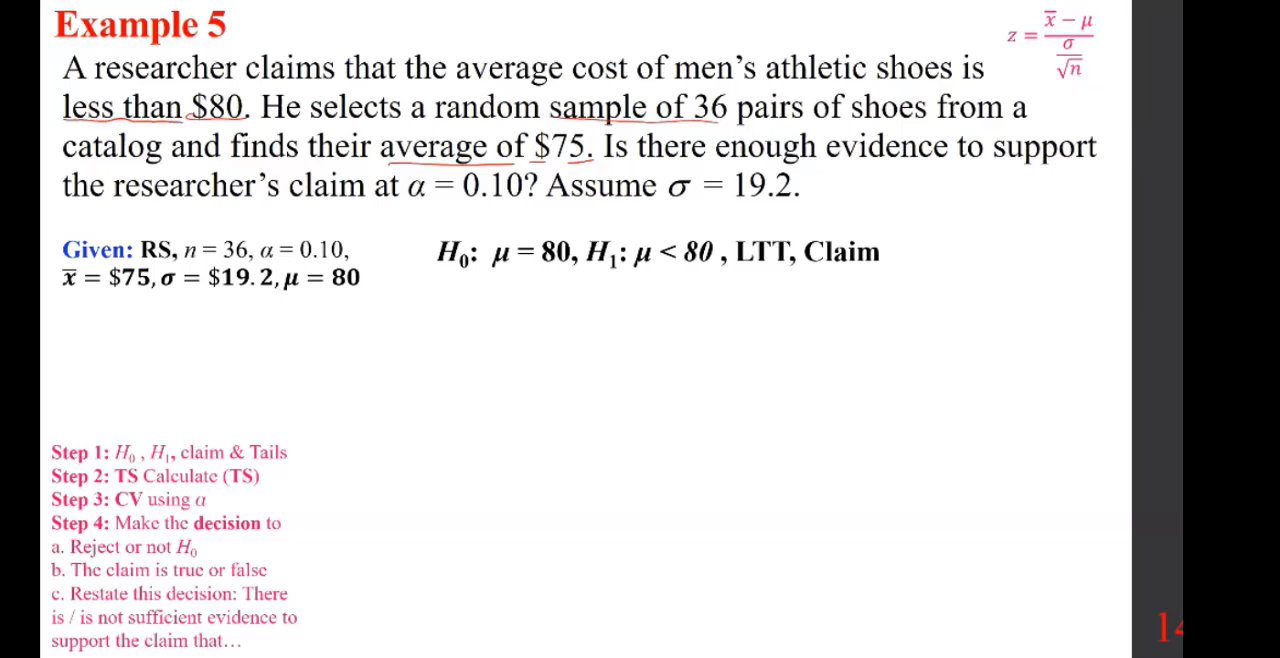 Example 5
z = (x̄ − μ) / (σ / √n)
A researcher claims that the average cost of men’s athletic shoes is
less than $80. He selects a random sample of 36 pairs of shoes from a
catalog and finds their average of $75. Is there enough evidence to support
the researcher’s claim at α = 0.10? Assume σ = 19.2.
Given: RS, n = 36, α = 0.10,
x̄ = $75, σ = $19.2, μ = 80
H₀: μ = 80, H₁: μ < 80 , LTT, Claim
Step 1: H₀ , H₁, claim & Tails
Step 2: TS Calculate (TS)
Step 3: CV using α
Step 4: Make the decision to
a. Reject or not H₀
b. The claim is true or false
c. Restate this decision: There
is / is not sufficient evidence to
support the claim that…